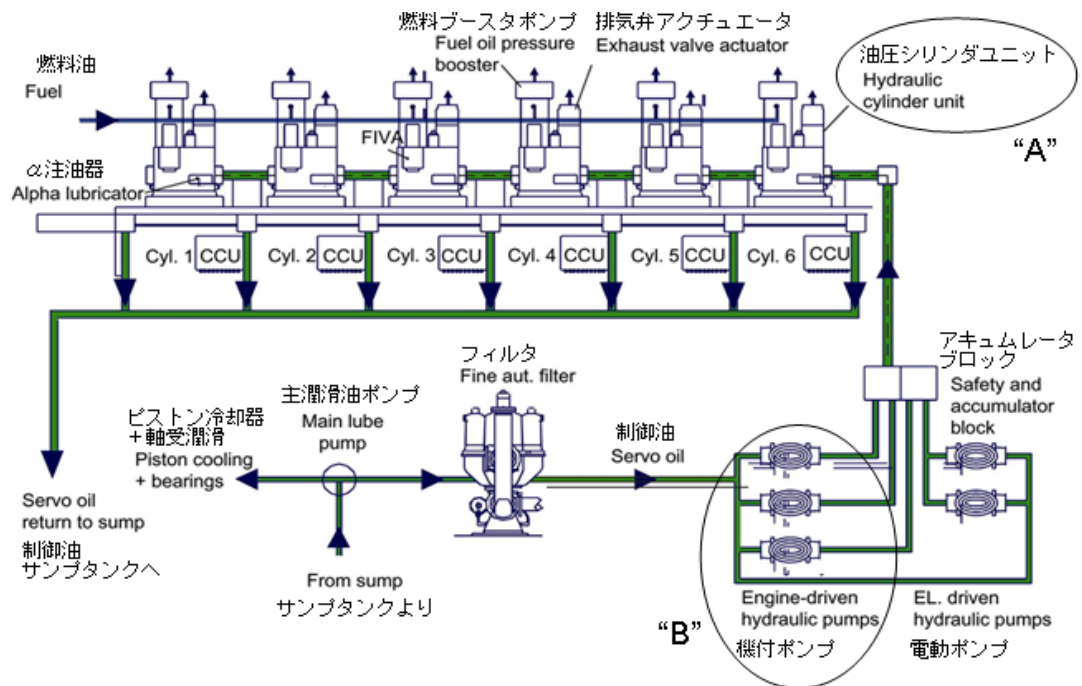 燃料ブースタポンプ
Fuel oil pressure
booster
排気弁アクチュエータ
Exhaust valve actuator
油圧シリンダユニット
Hydraulic
cylinder unit
“A”
燃料油
Fuel
FIVA
α注油器
Alpha lubricator
Cyl. 1 CCU Cyl. 2 CCU Cyl. 3 CCU Cyl. 4 CCU Cyl. 5 CCU Cyl. 6 CCU
アキュムレータ
ブロック
Safety and
accumulator
block
フィルタ
Fine aut. filter
主潤滑油ポンプ
Main lube
pump
ピストン冷却器
+軸受潤滑
Piston cooling
+ bearings
制御油
Servo oil
Servo oil
return to sump
制御油
サンプタンクへ
From sump
サンプタンクより
“B”
Engine-driven
hydraulic pumps
機付ポンプ
EL. driven
hydraulic pumps
電動ポンプ